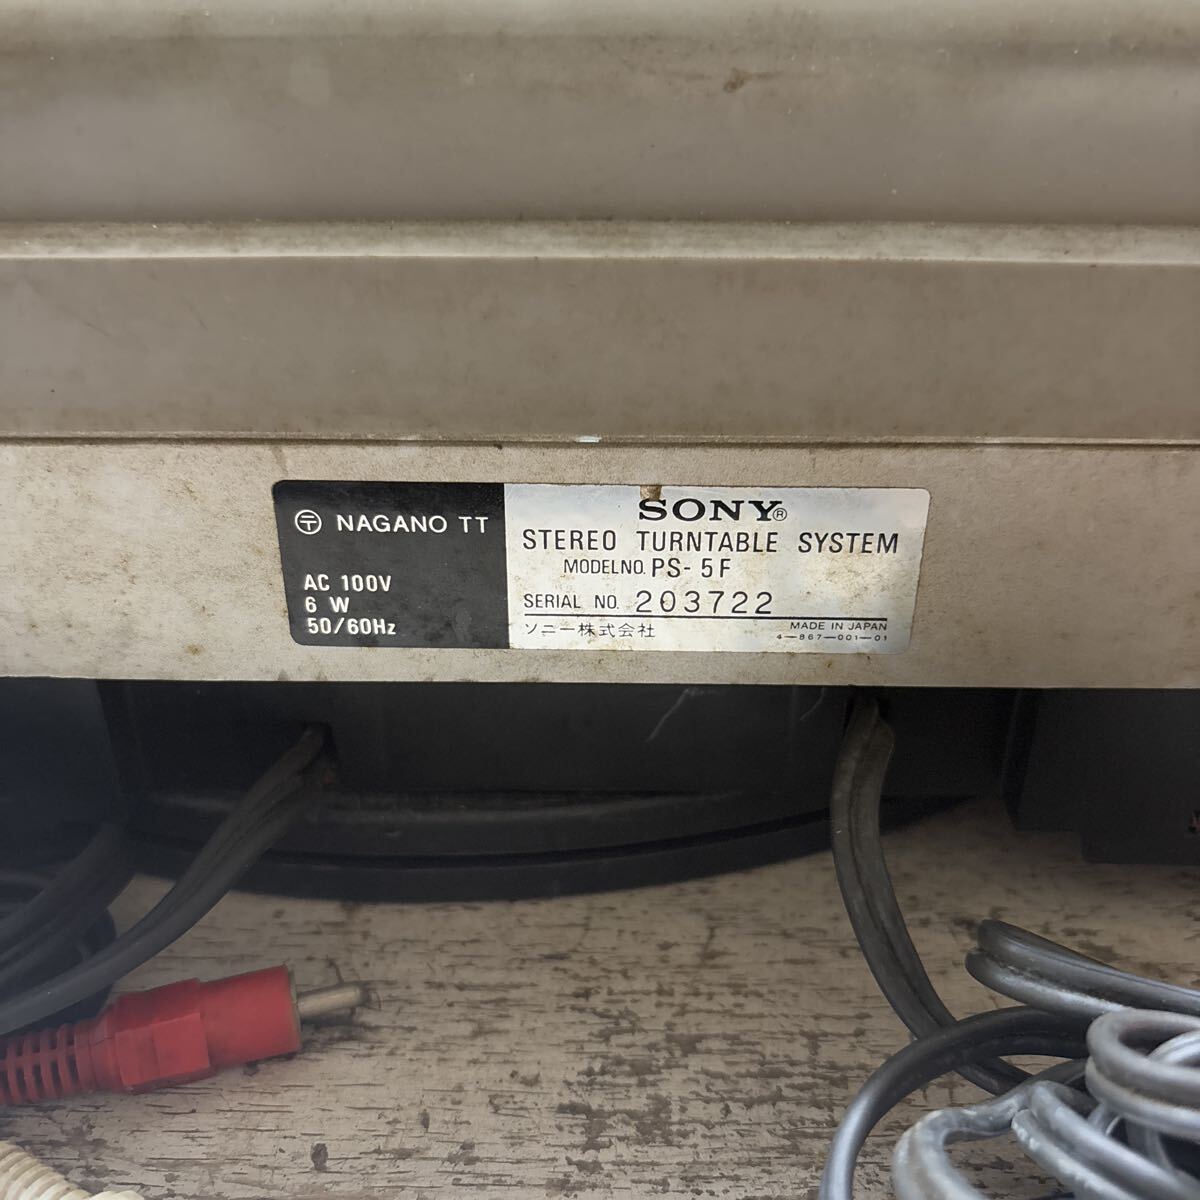 〒 NAGANO TT
AC 100V
6 W
50/60Hz
SONY®
STEREO TURNTABLE SYSTEM
MODEL NO. PS-5F
SERIAL NO. 203722
ソニー株式会社
MADE IN JAPAN
4-867-001-01